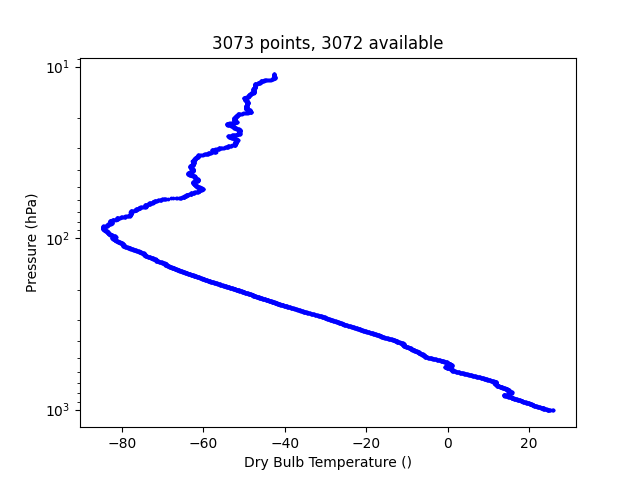 3073 points, 3072 available
10¹
10²
10³
Pressure (hPa)
−80 −60 −40 −20 0 20
Dry Bulb Temperature ()